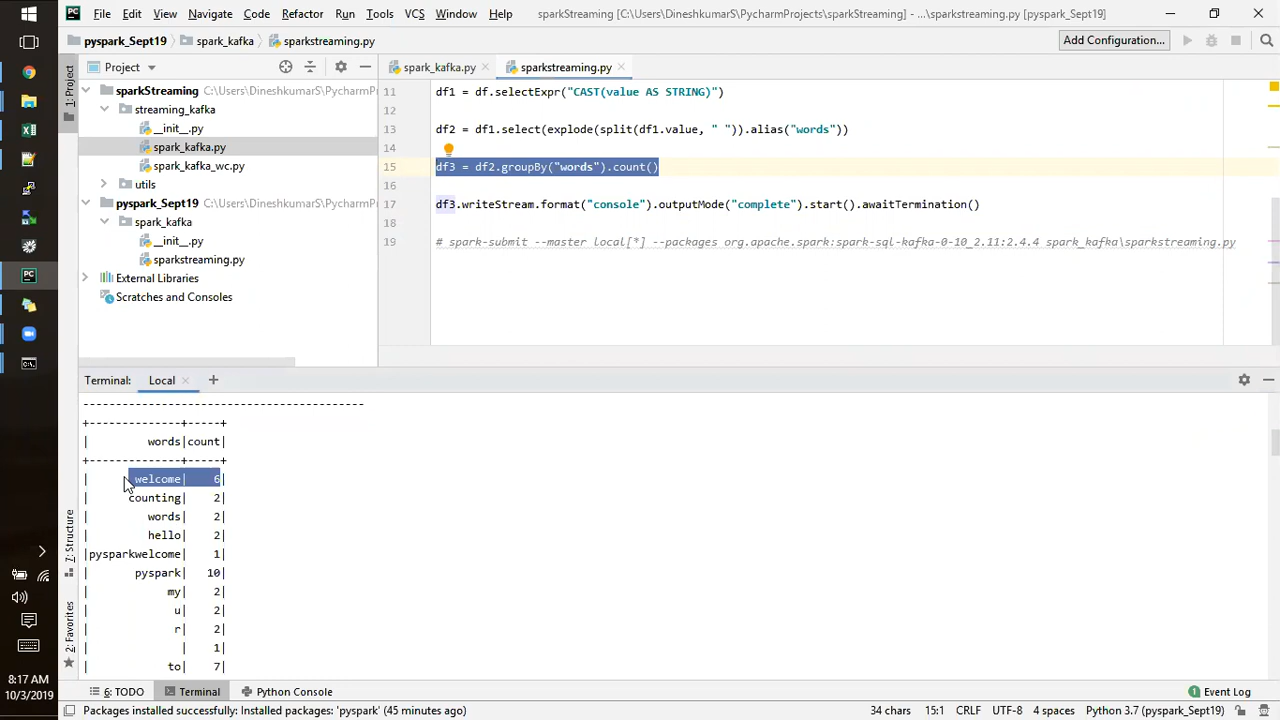 File Edit View Navigate Code Refactor Run Tools VCS Window Help sparkStreaming [C:\Users\DineshkumarS\PycharmProjects\sparkStreaming] - ...\sparkstreaming.py [pyspark_Sept19]
pyspark_Sept19 spark_kafka sparkstreaming.py Add Configuration...
1: Project
Project
spark_kafka.py sparkstreaming.py
sparkStreaming C:\Users\DineshkumarS\Pycharm
streaming_kafka
__init__.py
spark_kafka.py
spark_kafka_wc.py
utils
pyspark_Sept19 C:\Users\DineshkumarS\Pycharm
spark_kafka
__init__.py
sparkstreaming.py
External Libraries
Scratches and Consoles
11 df1 = df.selectExpr("CAST(value AS STRING)")
12
13 df2 = df1.select(explode(split(df1.value, " ")).alias("words"))
14
15 df3 = df2.groupBy("words").count()
16
17 df3.writeStream.format("console").outputMode("complete").start().awaitTermination()
18
19 # spark-submit --master local[*] --packages org.apache.spark:spark-sql-kafka-0-10_2.11:2.4.4 spark_kafka\sparkstreaming.py
Terminal: Local +
-------------------------------------------
+--------------+-----+
| words|count|
+--------------+-----+
| welcome| 6|
| counting| 2|
| words| 2|
| hello| 2|
|pysparkwelcome| 1|
| pyspark| 10|
| my| 2|
| u| 2|
| r| 2|
| | 1|
| to| 7|
7: Structure
2: Favorites
6: TODO Terminal Python Console Event Log
Packages installed successfully: Installed packages: 'pyspark' (45 minutes ago) 34 chars 15:1 CRLF UTF-8 4 spaces Python 3.7 (pyspark_Sept19)
8:17 AM
10/3/2019